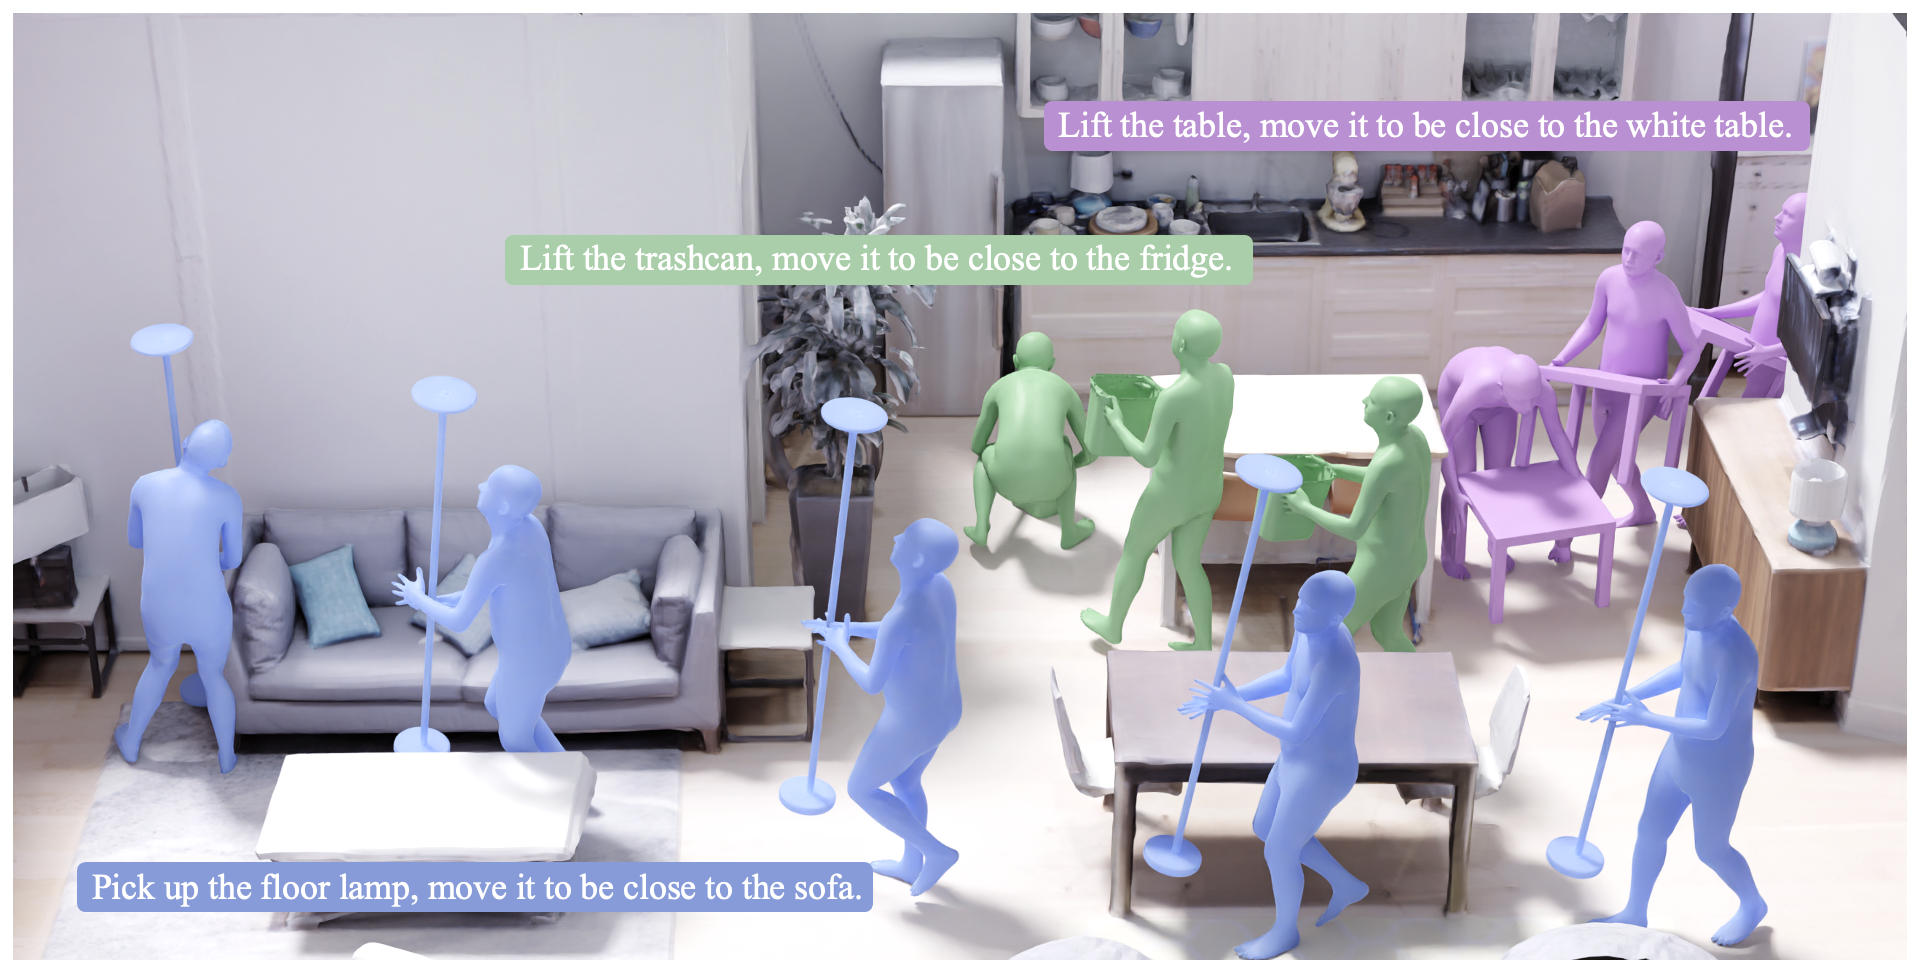 Lift the table, move it to be close to the white table.
Lift the trashcan, move it to be close to the fridge.
Pick up the floor lamp, move it to be close to the sofa.